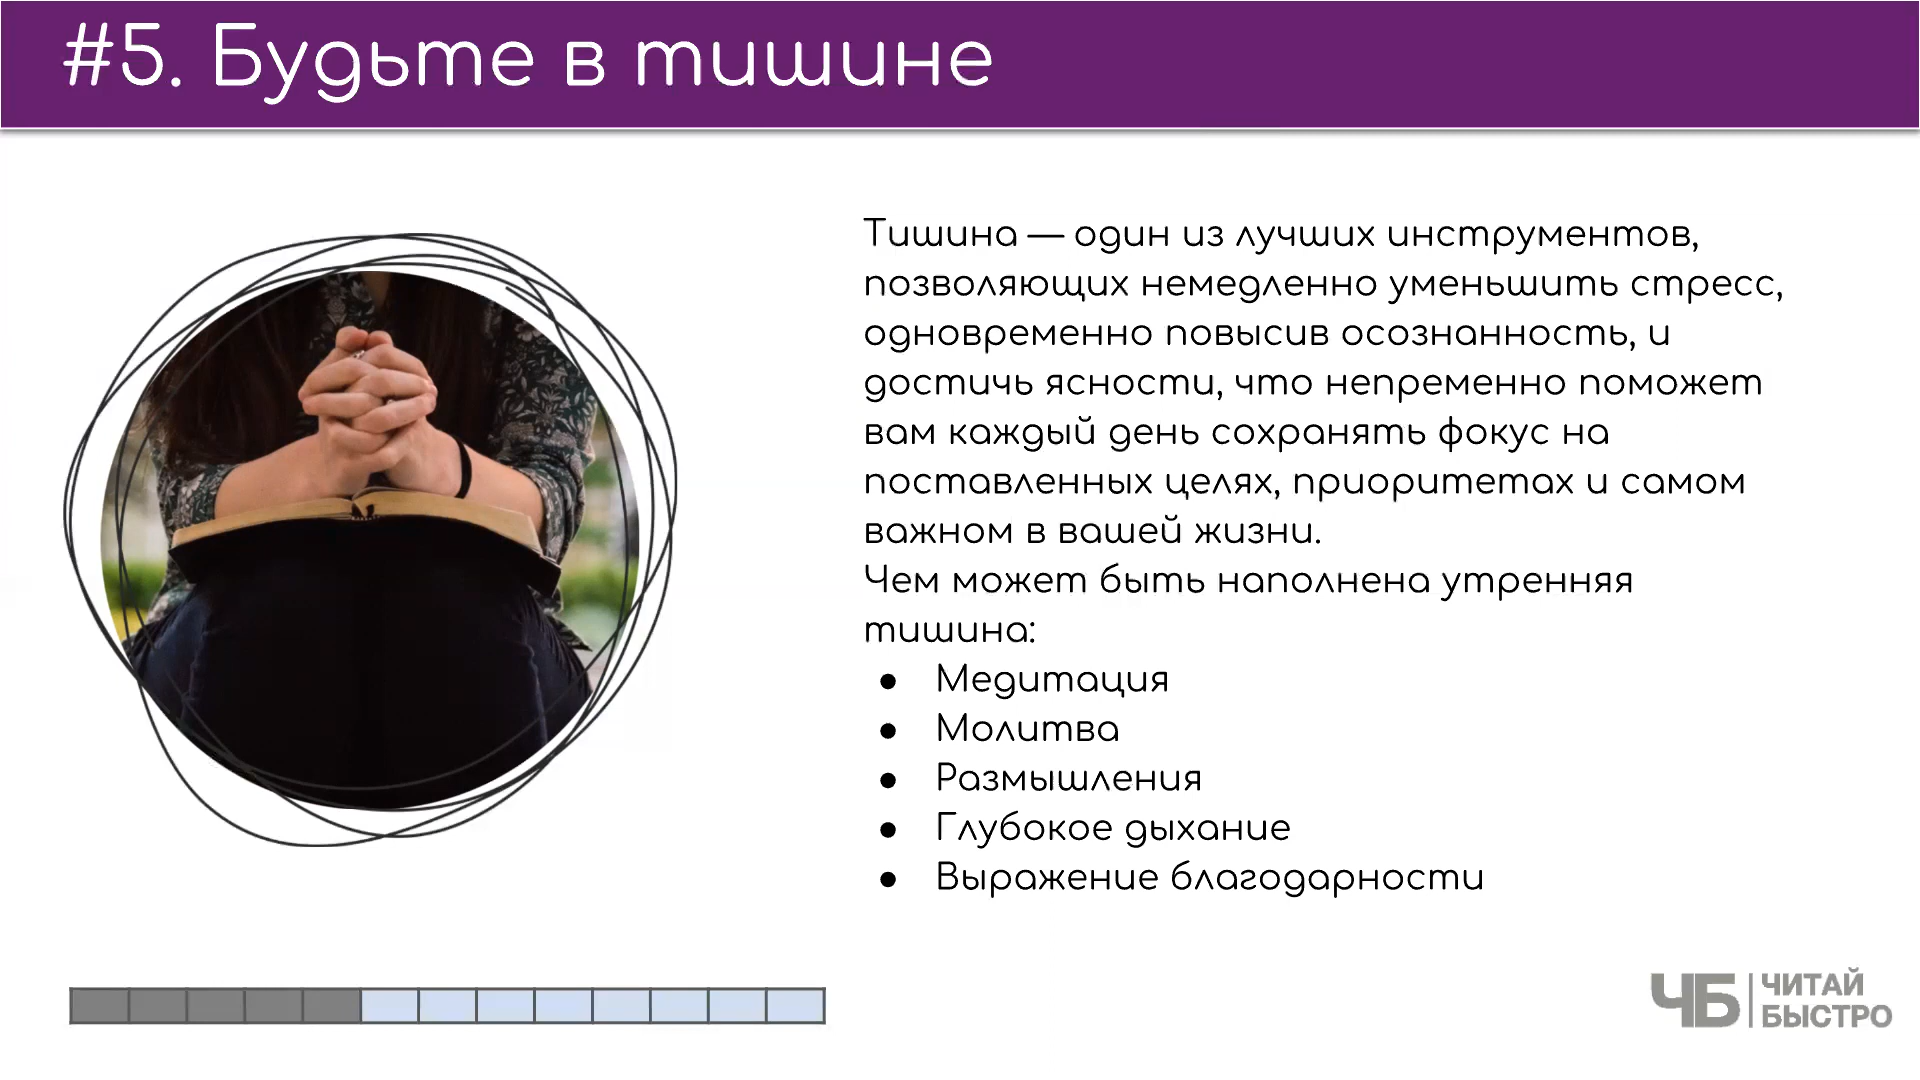 #5. Будьте в тишине
Тишина — один из лучших инструментов,
позволяющих немедленно уменьшить стресс,
одновременно повысив осознанность, и
достичь ясности, что непременно поможет
вам каждый день сохранять фокус на
поставленных целях, приоритетах и самом
важном в вашей жизни.
Чем может быть наполнена утренняя
тишина:
● Медитация
● Молитва
● Размышления
● Глубокое дыхание
● Выражение благодарности
ЧБ
ЧИТАЙ
БЫСТРО